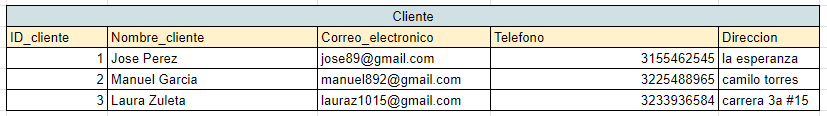 Cliente
ID_cliente Nombre_cliente Correo_electronico Telefono Direccion
1 Jose Perez jose89@gmail.com 3155462545 la esperanza
2 Manuel Garcia manuel892@gmail.com 3225488965 camilo torres
3 Laura Zuleta lauraz1015@gmail.com 3233936584 carrera 3a #15